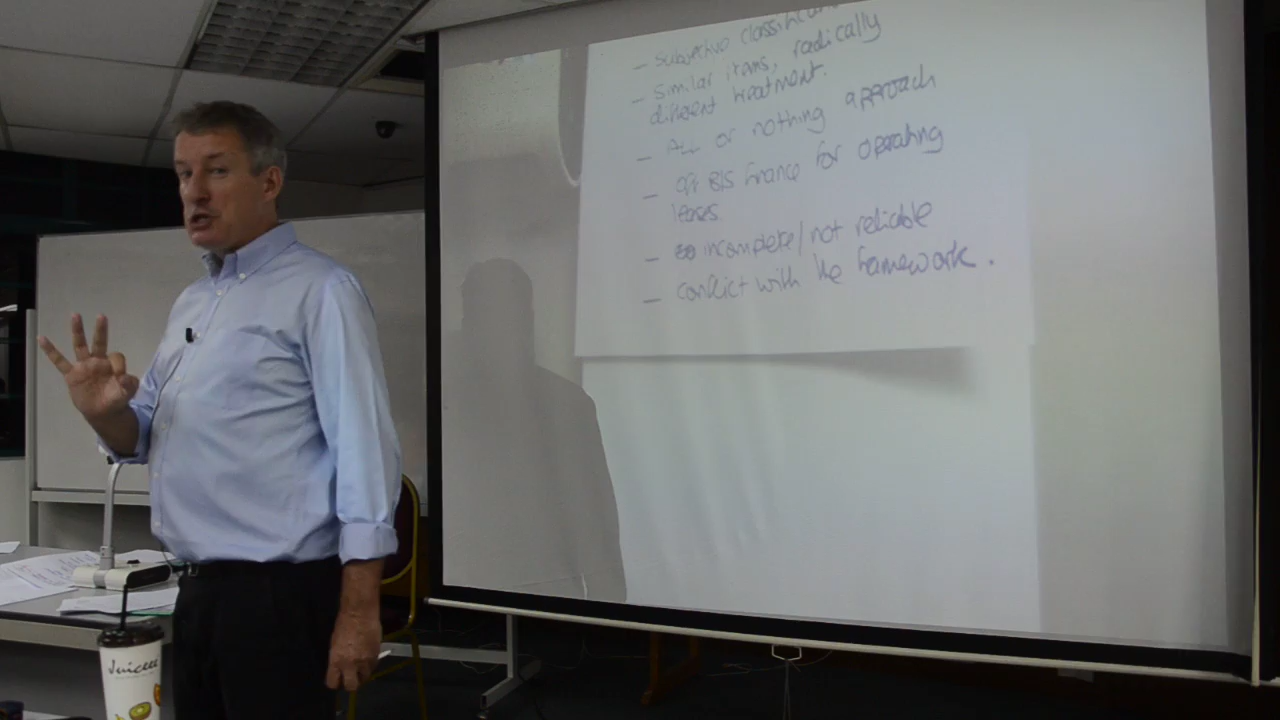 – Subjective
– Similar items, radically
different treatment.
– ALL or nothing approach
– off B/S finance for operating
leases
– incomplete/not reliable
– conflict with the framework.
Juiceee